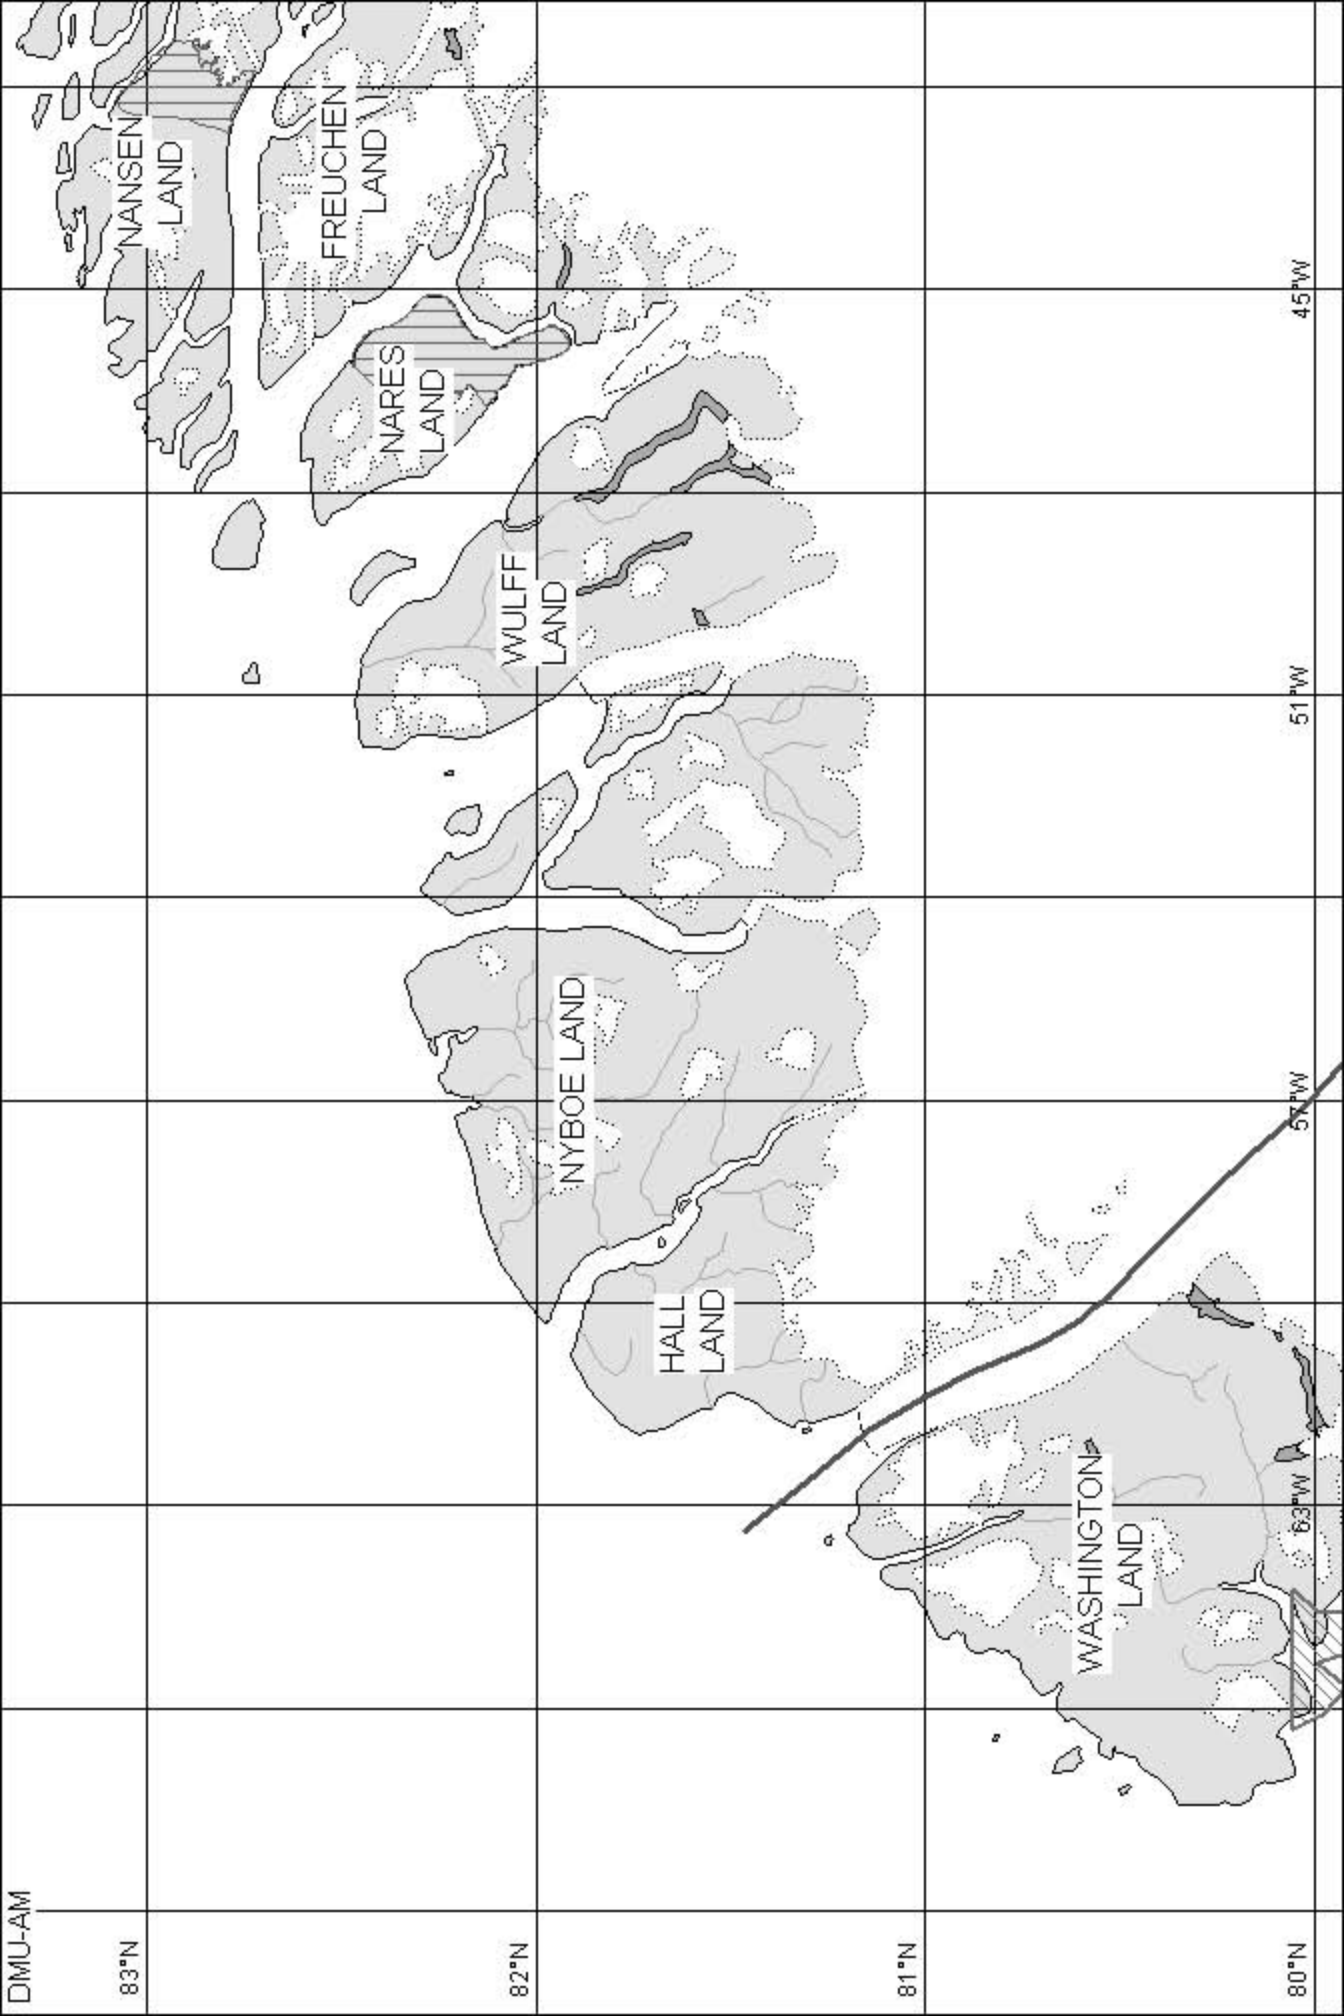 DMU-AM
83°N
82°N
81°N
80°N
63°W
57°W
51°W
45°W
WASHINGTON
LAND
HALL
LAND
NYBOE LAND
WULFF
LAND
NARES
LAND
FREUCHEN
LAND
NANSEN
LAND